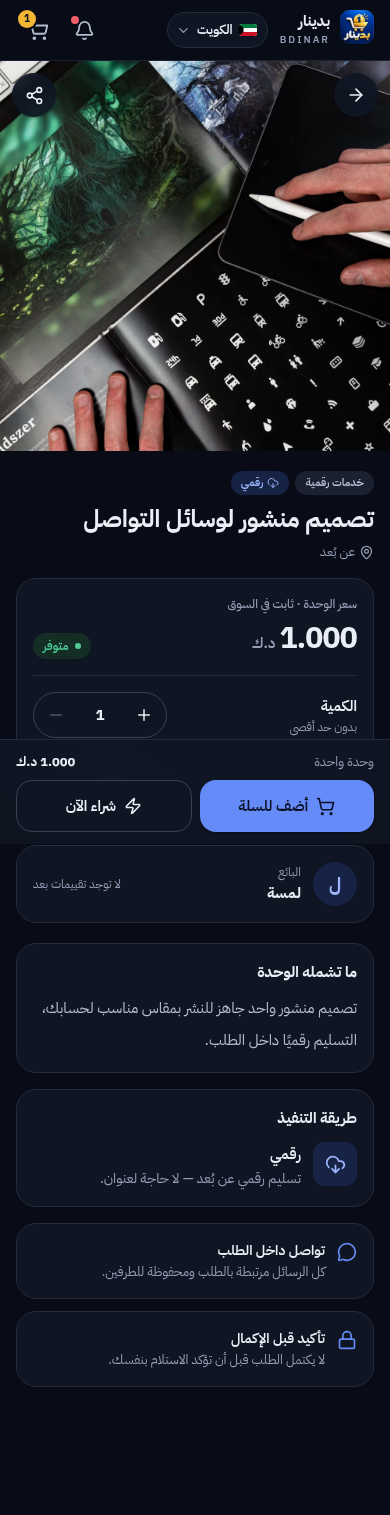 بدينار
BDINAR
الكويت
1
بدينار
dszer
خدمات رقمية
رقمي
تصميم منشور لوسائل التواصل
عن بُعد
سعر الوحدة · ثابت في السوق
1.000 د.ك
متوفر
الكمية
بدون حد أقصى
1
وحدة واحدة
1.000 د.ك
أضف للسلة
شراء الآن
ل
البائع
لمسة
لا توجد تقييمات بعد
ما تشمله الوحدة
تصميم منشور واحد جاهز للنشر بمقاس مناسب لحسابك،
التسليم رقميًا داخل الطلب.
طريقة التنفيذ
رقمي
تسليم رقمي عن بُعد — لا حاجة لعنوان.
تواصل داخل الطلب
كل الرسائل مرتبطة بالطلب ومحفوظة للطرفين.
تأكيد قبل الإكمال
لا يكتمل الطلب قبل أن تؤكد الاستلام بنفسك.